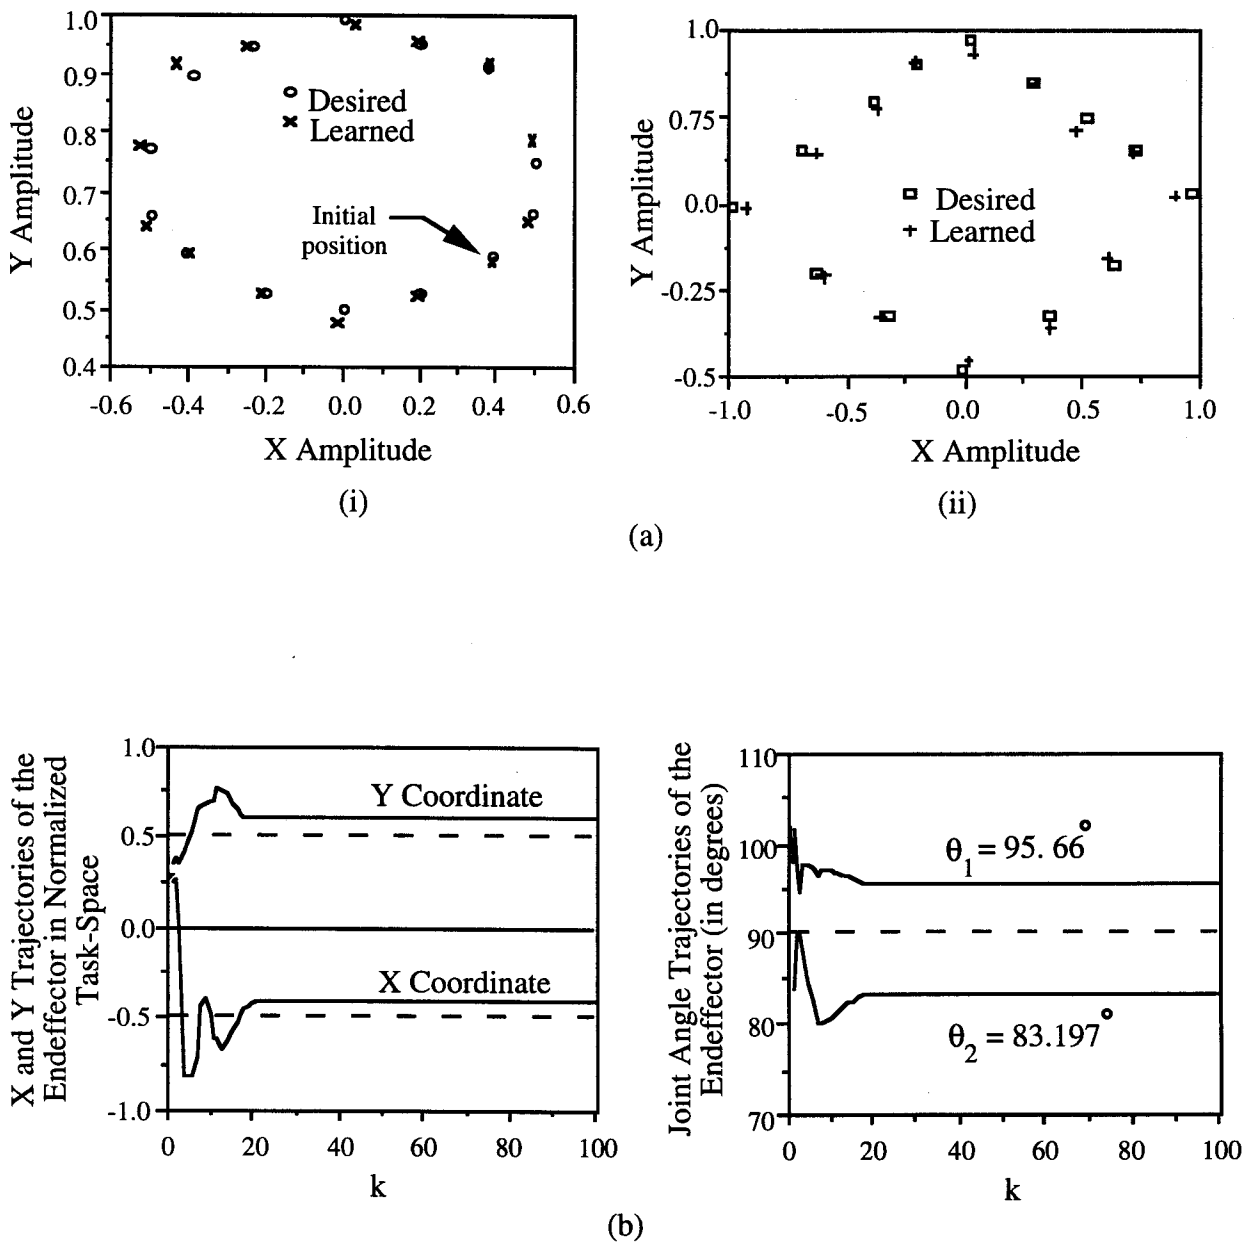 1.0
0.9
0.8
0.7
0.6
0.5
0.4
Y Amplitude
Desired
Learned
Initial
position
-0.6
-0.4
-0.2
0.0
0.2
0.4
0.6
X Amplitude
(i)
1.0
0.75
0.0
-0.25
-0.5
Y Amplitude
Desired
Learned
-1.0
-0.5
0.0
0.5
1.0
X Amplitude
(ii)
(a)
X and Y Trajectories of the
Endeffector in Normalized
Task-Space
1.0
0.5
0.0
-0.5
-1.0
Y Coordinate
X Coordinate
0
20
40
60
80
100
k
Joint Angle Trajectories of the
Endeffector (in degrees)
110
100
90
80
70
θ1 = 95. 66°
θ2 = 83.197°
0
20
40
60
80
100
k
(b)